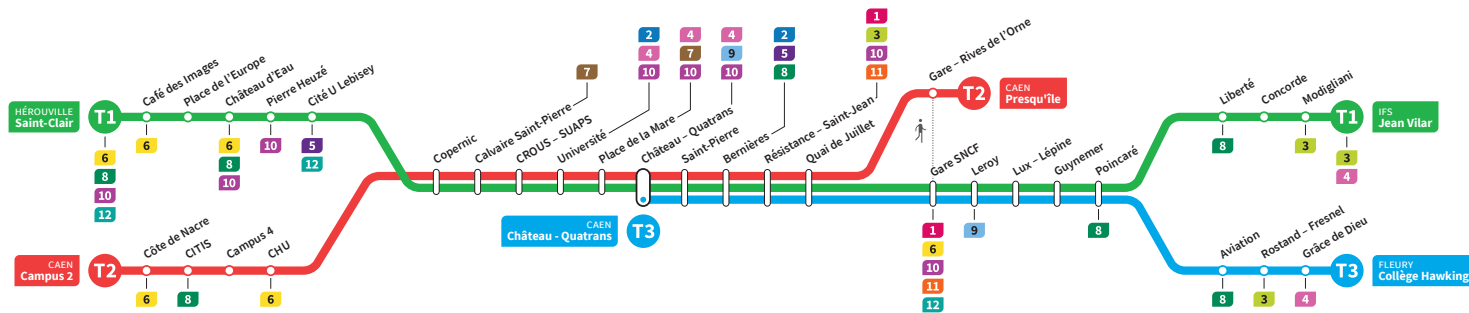 HÉROUVILLE
Saint-Clair
T1
6
8
10
12
Café des Images
6
Place de l'Europe
Château d'Eau
6
8
10
Pierre Heuzé
10
Cité U Lebisey
5
12
CAEN
Campus 2
T2
Côte de Nacre
6
CITIS
8
Campus 4
CHU
6
Copernic
Calvaire Saint-Pierre
7
CROUS – SUAPS
Université
2
4
10
Place de la Mare
4
7
10
Château – Quatrans
4
9
10
CAEN
Château - Quatrans
T3
Saint-Pierre
Bernières
2
5
8
Résistance – Saint-Jean
1
3
10
11
Quai de Juillet
Gare – Rives de l'Orne
T2
CAEN
Presqu'île
Gare SNCF
1
6
10
11
12
Leroy
9
Lux – Lépine
Guynemer
Poincaré
8
Liberté
8
Concorde
Modigliani
3
T1
IFS
Jean Vilar
3
4
Aviation
8
Rostand – Fresnel
3
Grâce de Dieu
4
T3
FLEURY
Collège Hawking